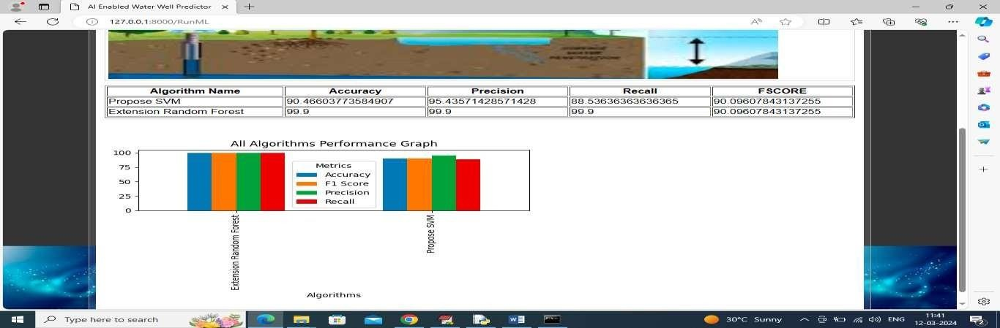 AI Enabled Water Well Predictor
127.0.0.1:8000/RunML
Algorithm Name Accuracy Precision Recall FSCORE
Propose SVM 90.46603773584907 95.43571428571428 88.53636363636365 90.09607843137255
Extension Random Forest 99.9 99.9 99.9 90.09607843137255
All Algorithms Performance Graph
100
75
50
25
0
Metrics
Accuracy
F1 Score
Precision
Recall
Extension Random Forest
Propose SVM
Algorithms
Type here to search
30°C Sunny
ENG
11:41
12-03-2024
2